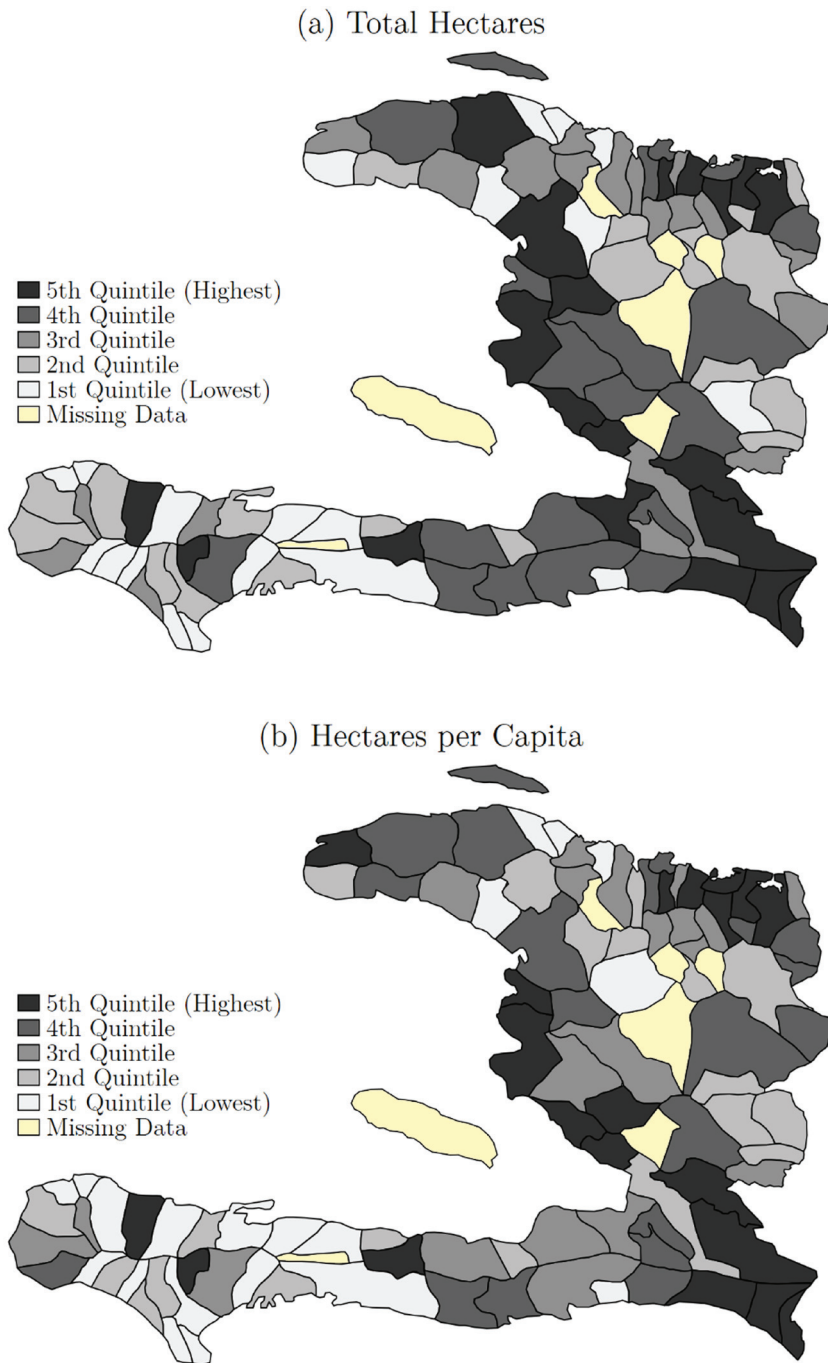 (a) Total Hectares
5th Quintile (Highest)
4th Quintile
3rd Quintile
2nd Quintile
1st Quintile (Lowest)
Missing Data
(b) Hectares per Capita
5th Quintile (Highest)
4th Quintile
3rd Quintile
2nd Quintile
1st Quintile (Lowest)
Missing Data